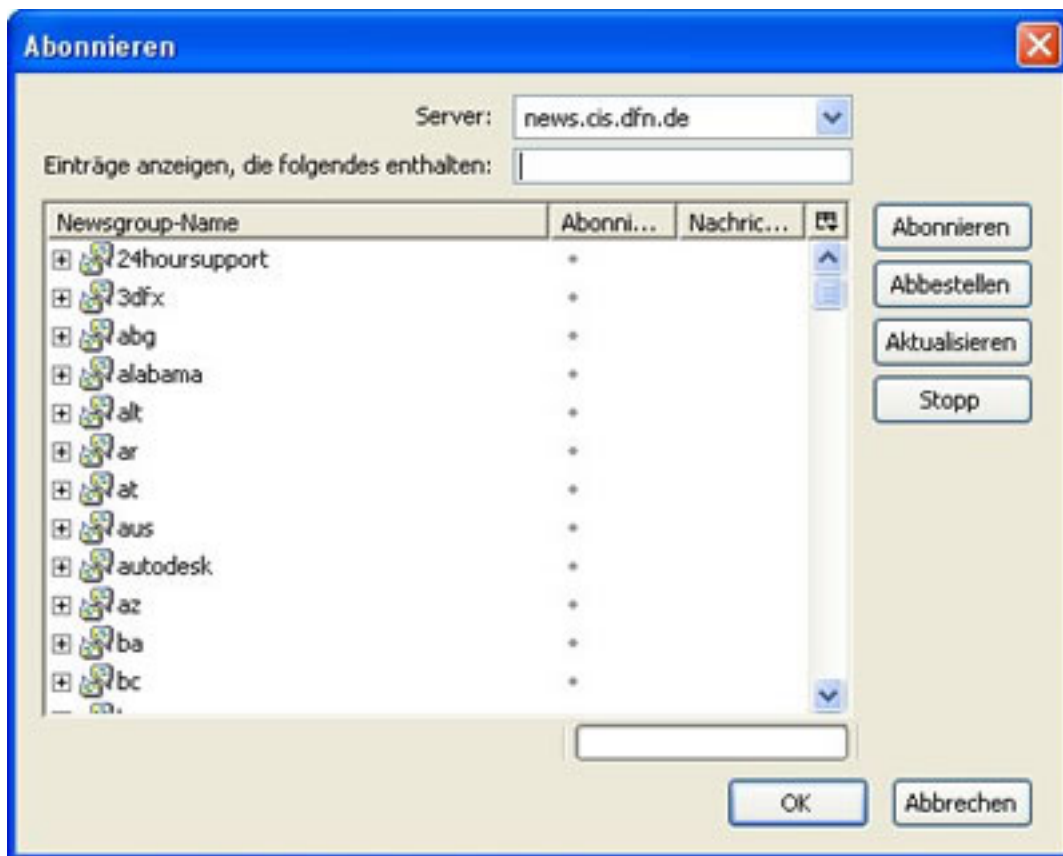 Abonnieren
Server: news.cis.dfn.de
Einträge anzeigen, die folgendes enthalten:
Newsgroup-Name Abonni... Nachric...
24hoursupport
3dfx
abg
alabama
alt
ar
at
aus
autodesk
az
ba
bc
Abonnieren
Abbestellen
Aktualisieren
Stopp
OK Abbrechen